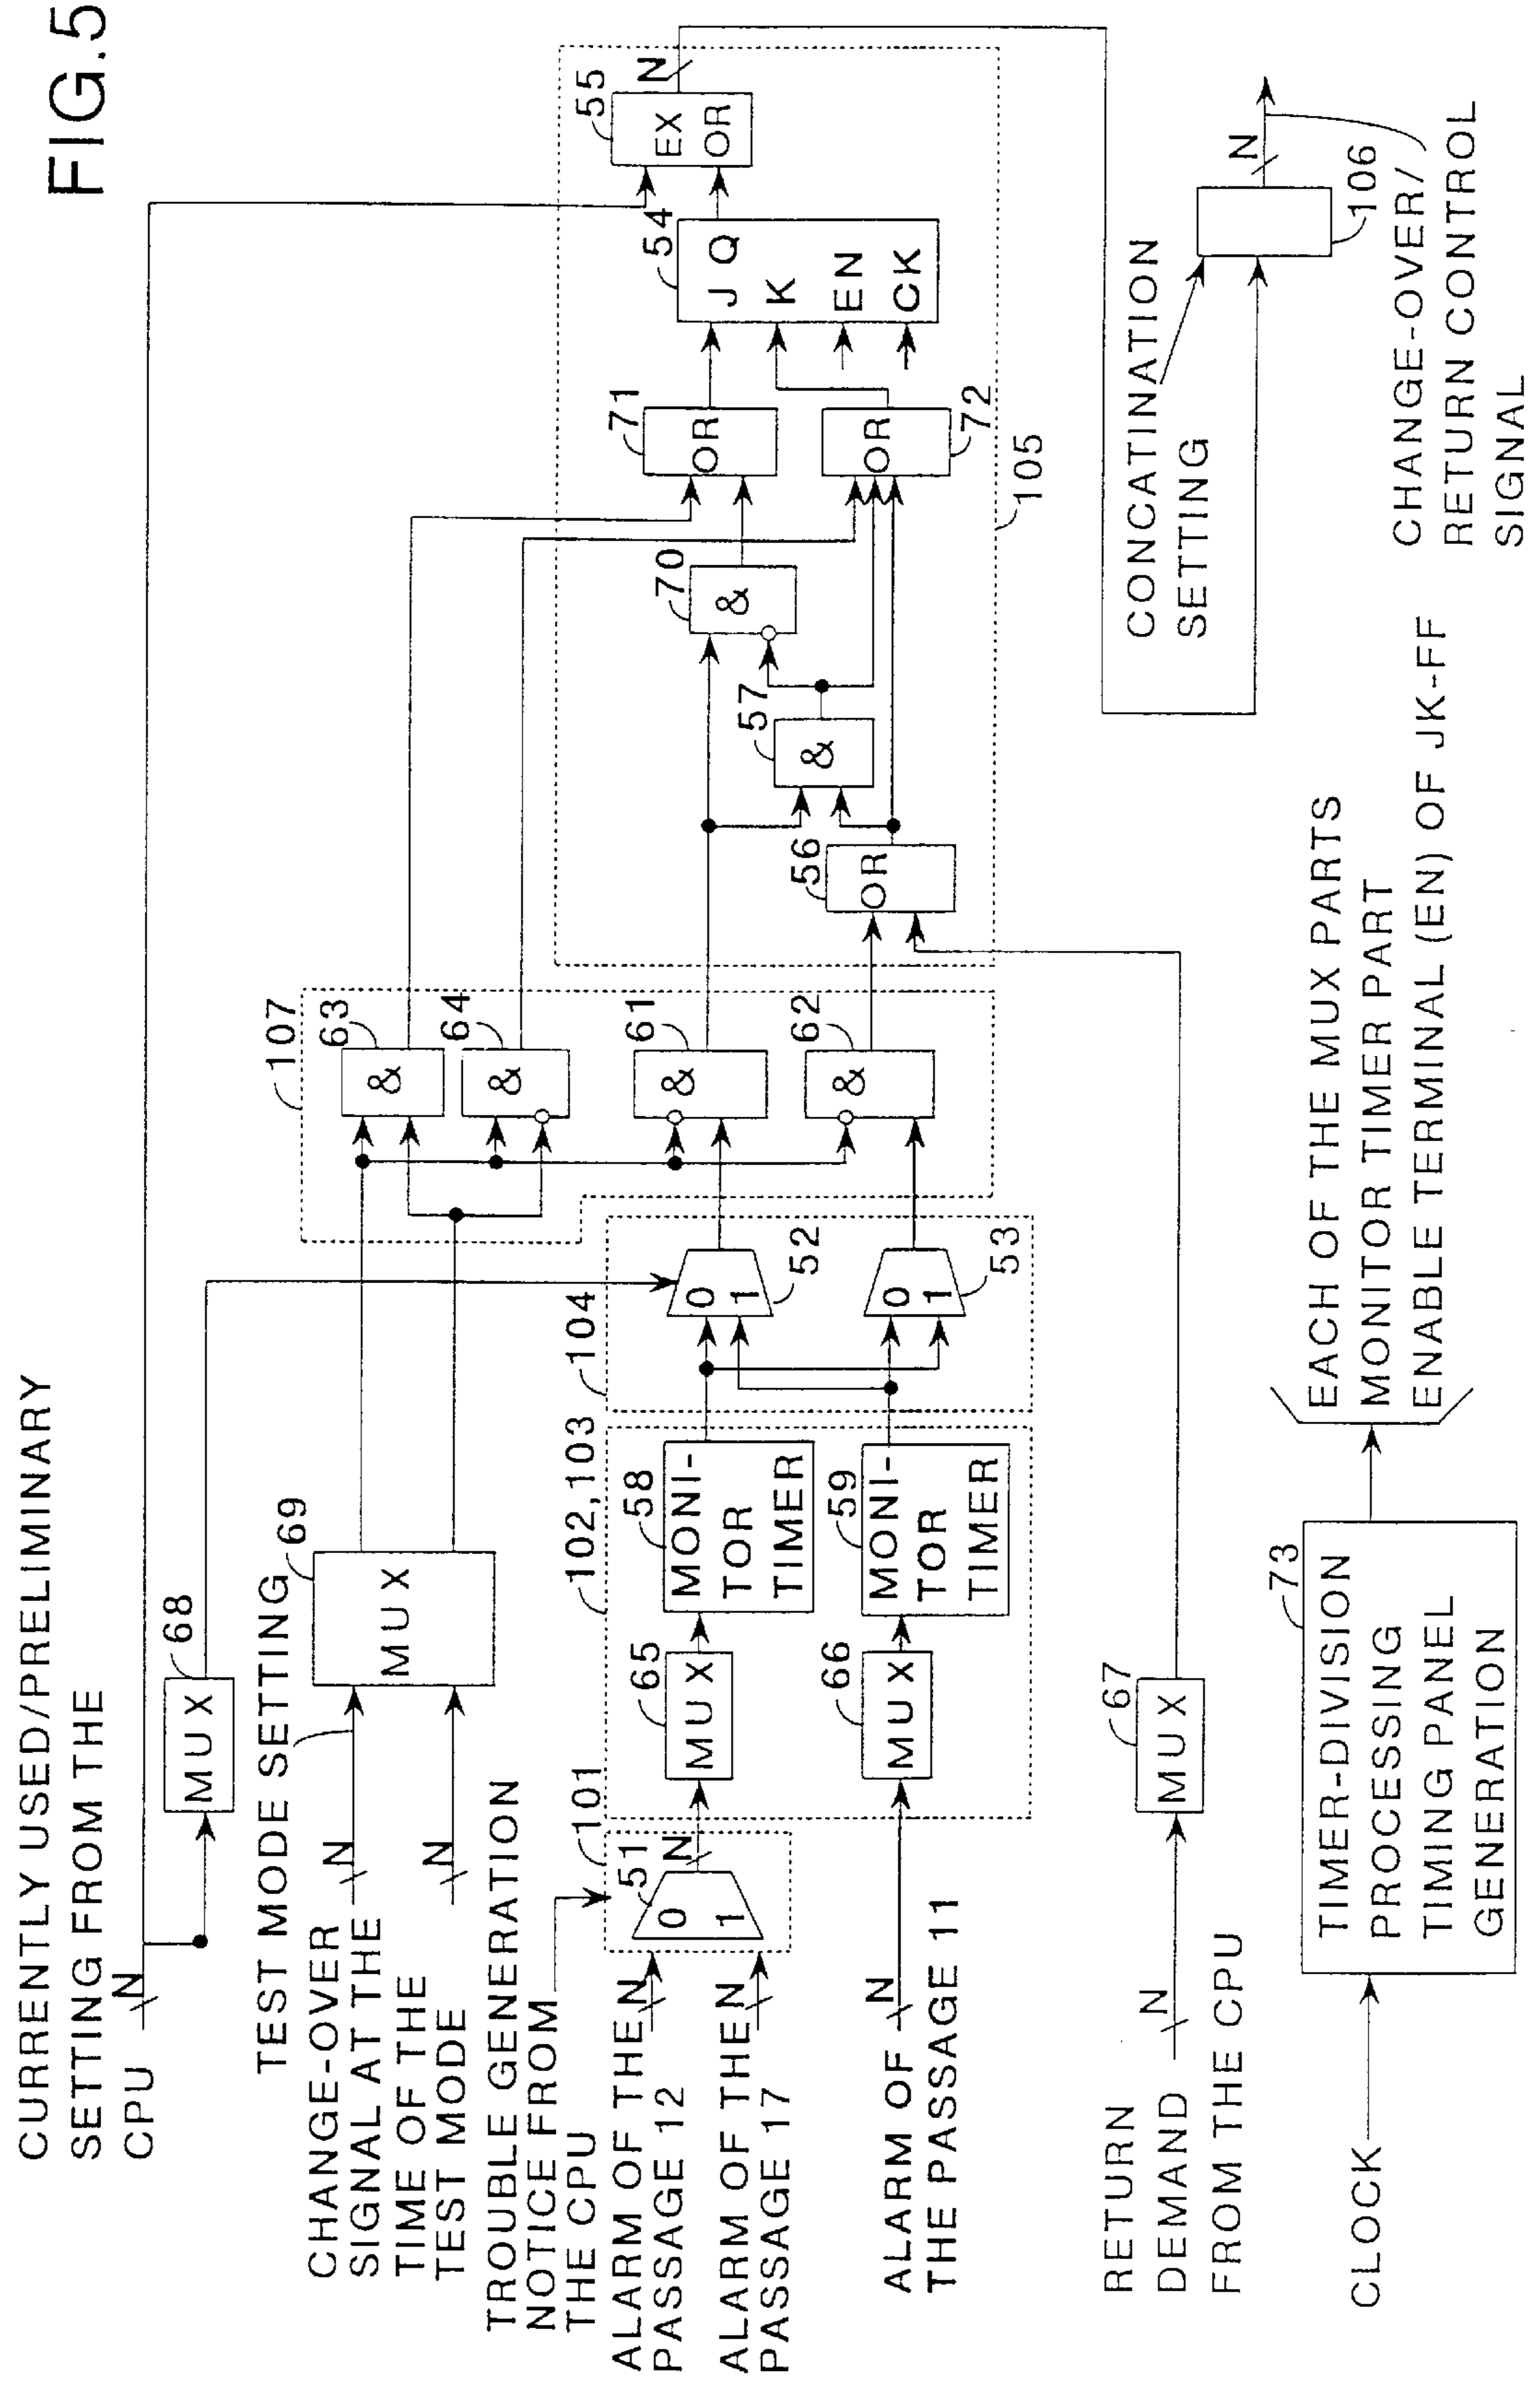 FIG.5
CURRENTLY USED/PRELIMINARY
SETTING FROM THE
CPU
N
68
MUX
TEST MODE SETTING
69
MUX
CHANGE-OVER
SIGNAL AT THE
TIME OF THE
TEST MODE
N
N
TROUBLE GENERATION
NOTICE FROM
THE CPU
101
51
0
1
N
ALARM OF THE
PASSAGE 12
N
ALARM OF THE
PASSAGE 17
N
ALARM OF
THE PASSAGE 11
N
102,103
65
MUX
66
MUX
58
MONI-
TOR
TIMER
59
MONI-
TOR
TIMER
104
0
1
52
0
1
53
107
63
&
64
&
61
&
62
&
56
OR
57
&
70
&
71
OR
72
OR
105
54
J Q
K
EN
CK
55
EX
OR
N
CONCATINATION
SETTING
106
N
CHANGE-OVER/
RETURN CONTROL
SIGNAL
RETURN
DEMAND
FROM THE CPU
N
67
MUX
CLOCK
73
TIMER-DIVISION
PROCESSING
TIMING PANEL
GENERATION
EACH OF THE MUX PARTS
MONITOR TIMER PART
ENABLE TERMINAL (EN) OF JK-FF